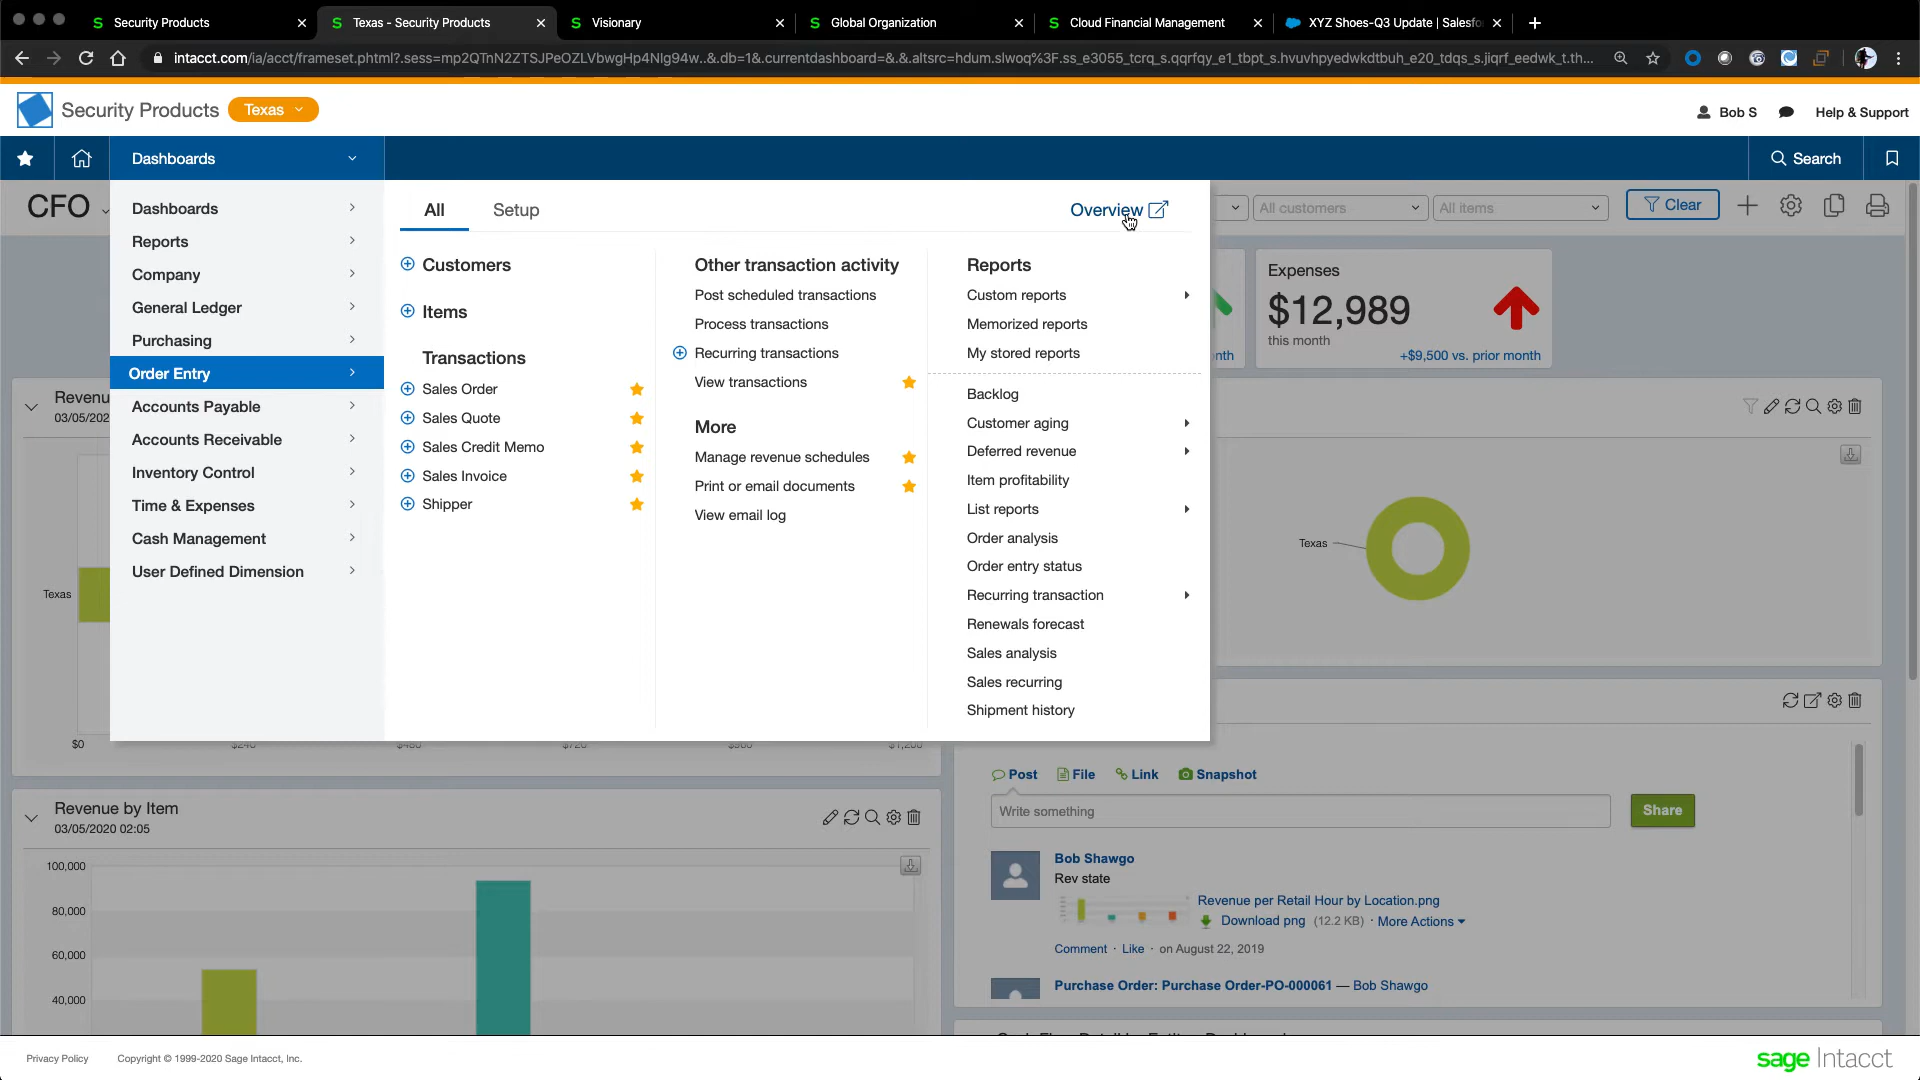 Security Products
Texas - Security Products
Visionary
Global Organization
Cloud Financial Management
XYZ Shoes-Q3 Update | Salesfo
intacct.com/ia/acct/frameset.phtml?.sess=mp2QTnN2ZTSJPeOZLVbwgHp4NIg94w..&.db=1&.currentdashboard=&.&.altsrc=hdum.slwoq%3F.ss_e3055_tcrq_s.qqrfqy_e1_tbpt_s.hvuvhpyedwkdtbuh_e20_tdqs_s.jiqrf_eedwk_t.th...
Security Products
Texas
Bob S
Help & Support
Dashboards
Search
CFO
Dashboards
Reports
Company
General Ledger
Purchasing
Order Entry
Accounts Payable
Accounts Receivable
Inventory Control
Time & Expenses
Cash Management
User Defined Dimension
All
Setup
Overview
Customers
Items
Transactions
Sales Order
Sales Quote
Sales Credit Memo
Sales Invoice
Shipper
Other transaction activity
Post scheduled transactions
Process transactions
Recurring transactions
View transactions
More
Manage revenue schedules
Print or email documents
View email log
Reports
Custom reports
Memorized reports
My stored reports
Backlog
Customer aging
Deferred revenue
Item profitability
List reports
Order analysis
Order entry status
Recurring transaction
Renewals forecast
Sales analysis
Sales recurring
Shipment history
All customers
All items
Clear
nth
Expenses
$12,989
this month
+$9,500 vs. prior month
Revenu
03/05/202
Texas
$0
$240
$480
$720
$960
$1,200
Texas
Revenue by Item
03/05/2020 02:05
100,000
80,000
60,000
40,000
Post
File
Link
Snapshot
Write something
Share
Bob Shawgo
Rev state
Revenue per Retail Hour by Location.png
Download png (12.2 KB) · More Actions
Comment · Like · on August 22, 2019
Purchase Order: Purchase Order-PO-000061 — Bob Shawgo
Privacy Policy
Copyright © 1999-2020 Sage Intacct, Inc.
sage Intacct